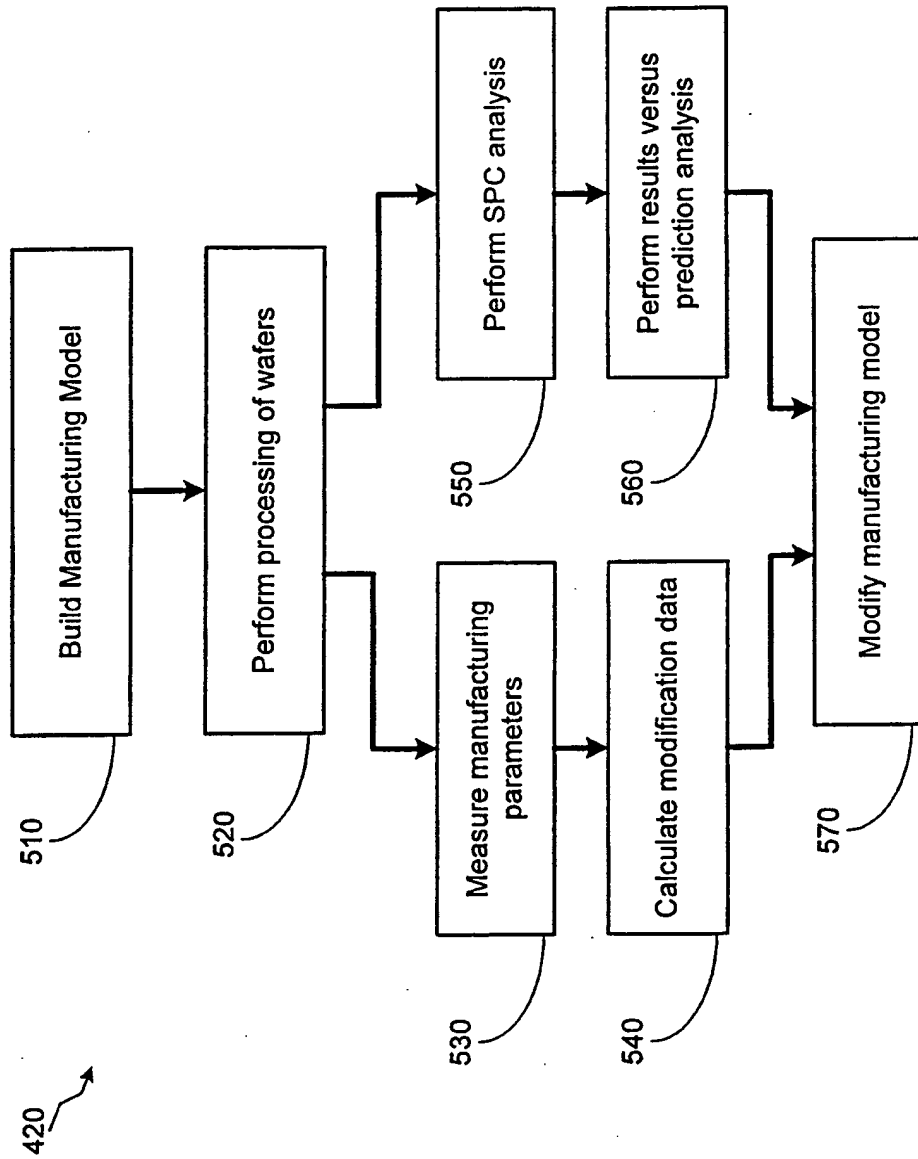 420
510
Build Manufacturing Model
520
Perform processing of wafers
530
Measure manufacturing
parameters
550
Perform SPC analysis
540
Calculate modification data
560
Perform results versus
prediction analysis
570
Modify manufacturing model